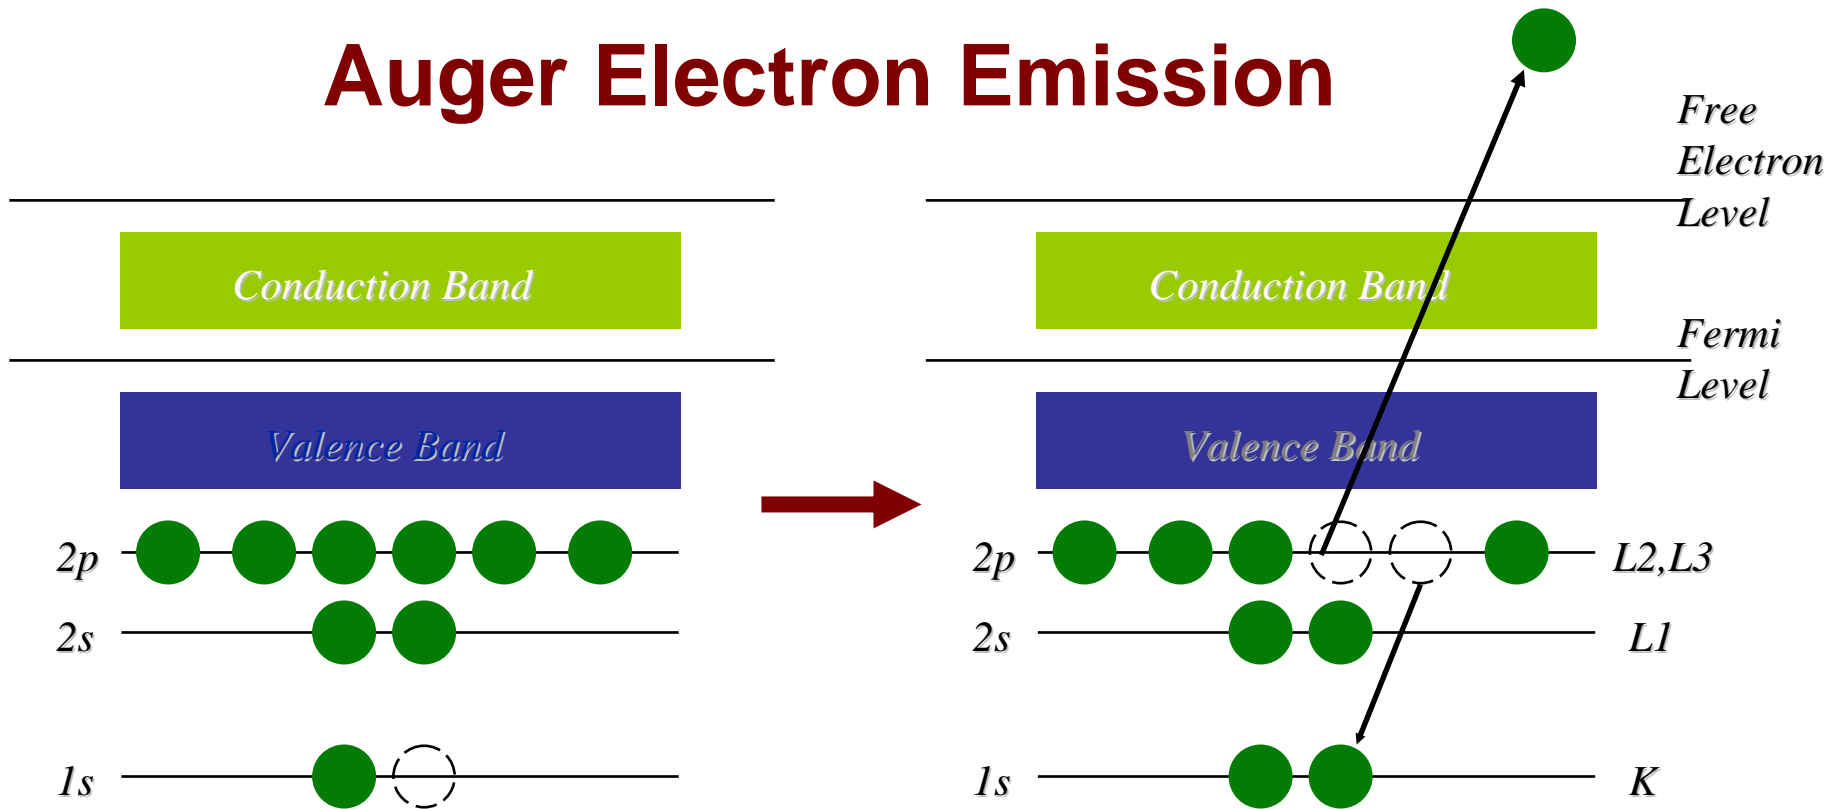 Auger Electron Emission
Free
Electron
Level
Conduction Band
Conduction Band
Fermi
Level
Valence Band
Valence Band
2p
2p
L2,L3
2s
2s
L1
1s
1s
K